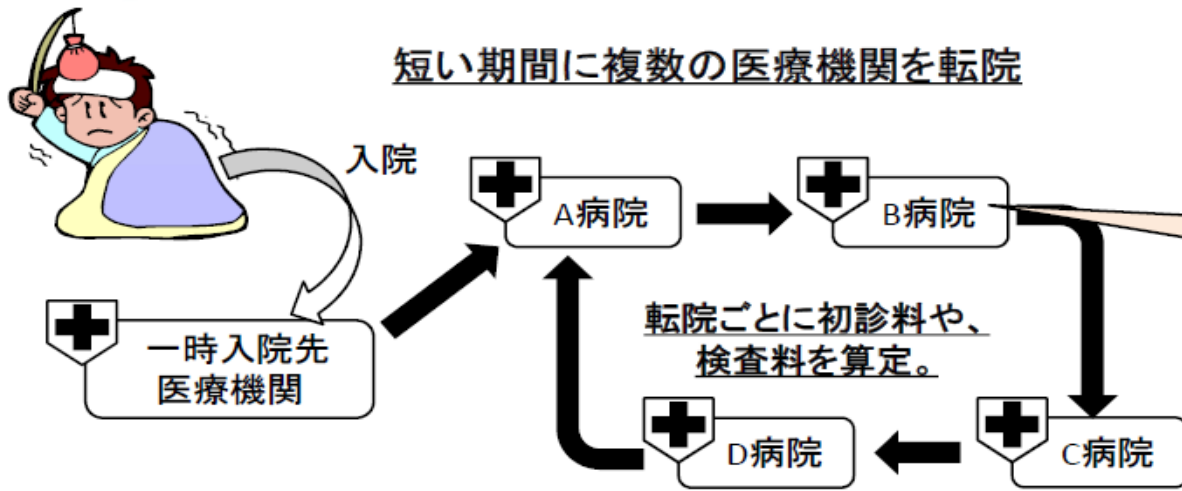 短い期間に複数の医療機関を転院
入院
A病院
B病院
一時入院先
医療機関
転院ごとに初診料や、
検査料を算定。
D病院
C病院